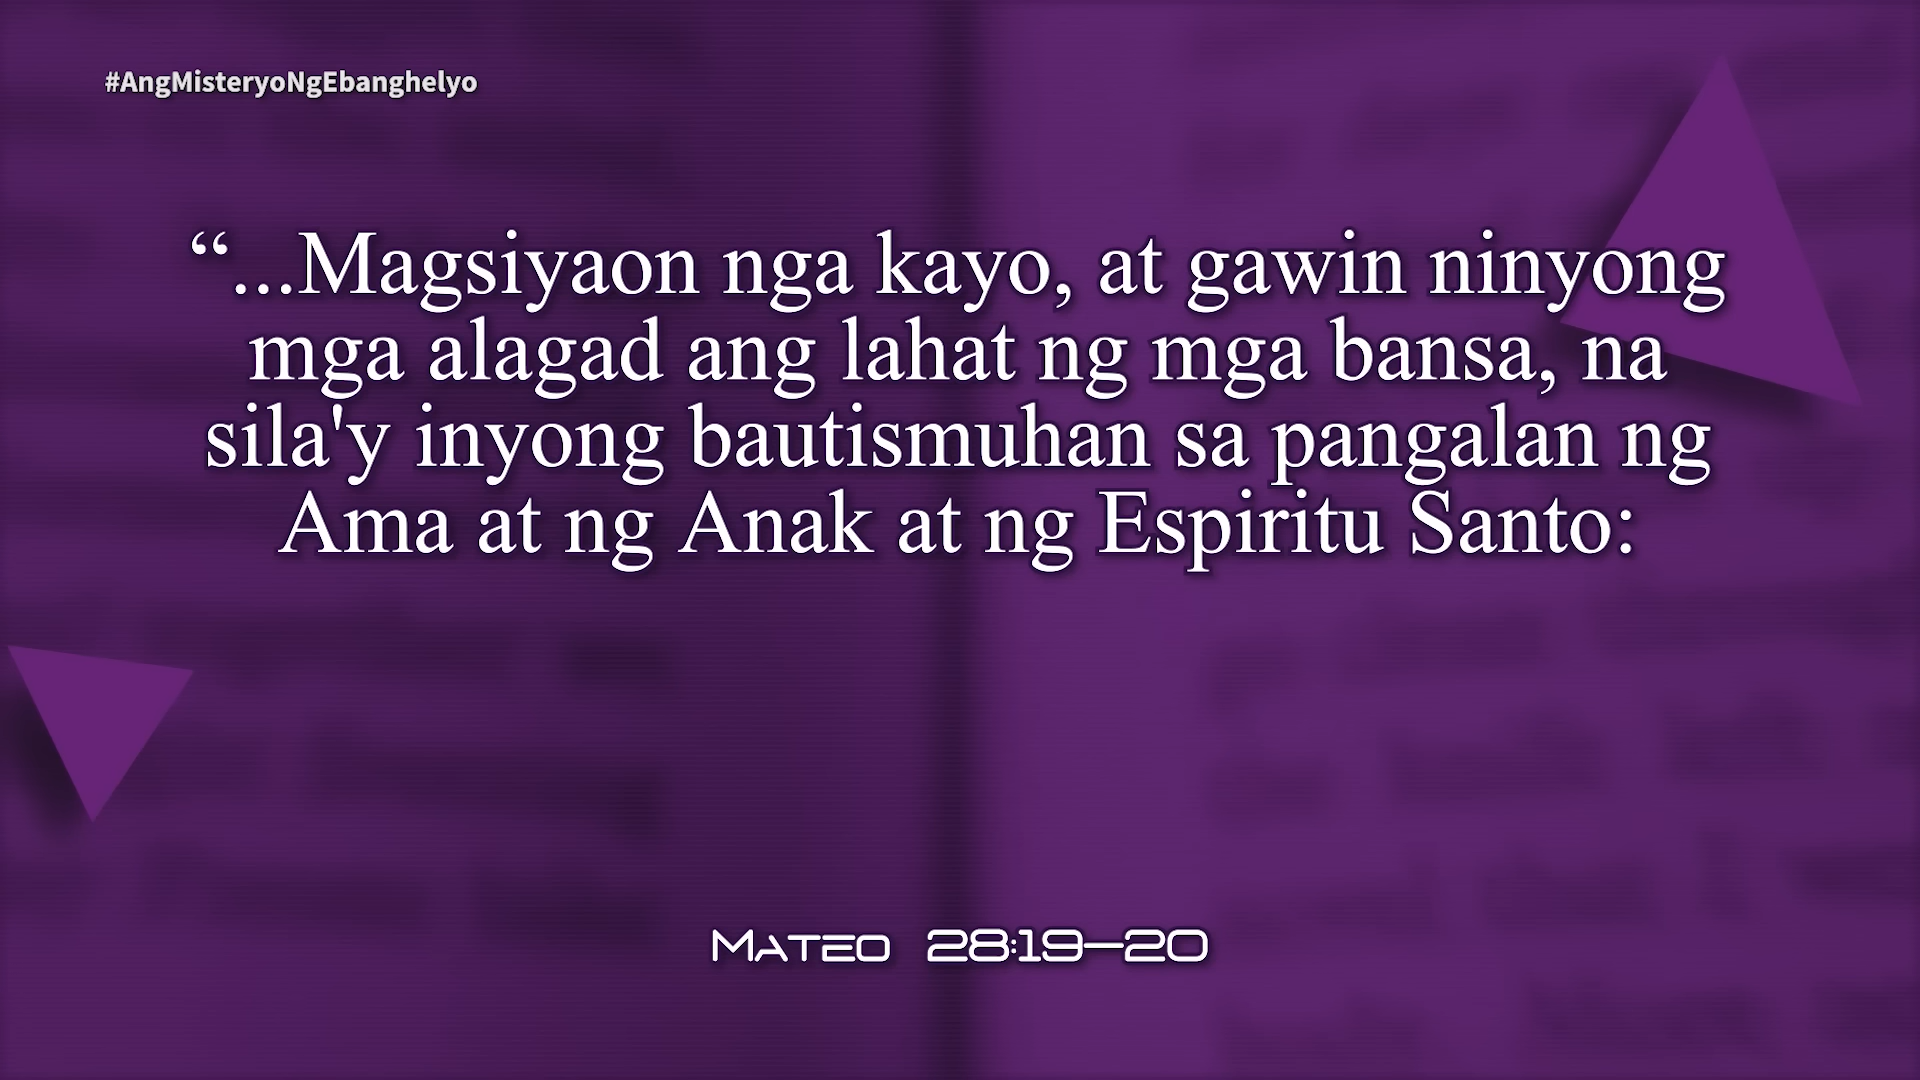 #AngMisteryoNgEbanghelyo
“...Magsiyaon nga kayo, at gawin ninyong
mga alagad ang lahat ng mga bansa, na
sila'y inyong bautismuhan sa pangalan ng
Ama at ng Anak at ng Espiritu Santo:
Mateo 28:19–20